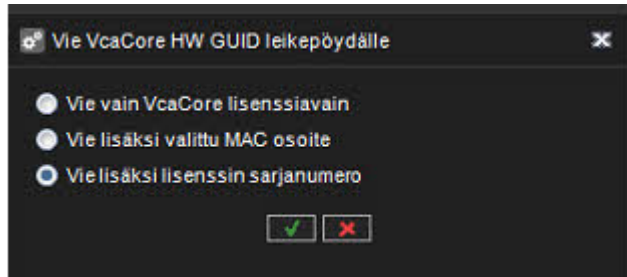 Vie VcaCore HW GUID leikepöydälle
Vie vain VcaCore lisenssiavain
Vie lisäksi valittu MAC osoite
Vie lisäksi lisenssin sarjanumero